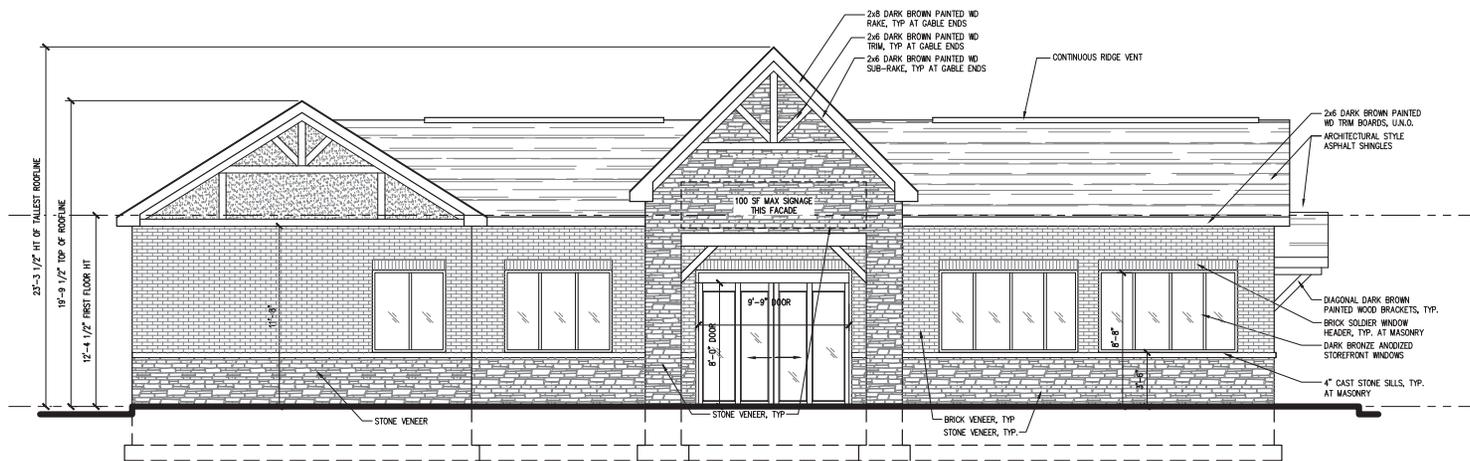 2x8 DARK BROWN PAINTED WD
RAKE, TYP AT GABLE ENDS
2x6 DARK BROWN PAINTED WD
TRIM, TYP AT GABLE ENDS
2x6 DARK BROWN PAINTED WD
SUB-RAKE, TYP AT GABLE ENDS
CONTINUOUS RIDGE VENT
2x6 DARK BROWN PAINTED
WD TRIM BOARDS, U.N.O.
ARCHITECTURAL STYLE
ASPHALT SHINGLES
23'-3 1/2" HT OF TALLEST ROOFLINE
19'-9 1/2" TOP OF ROOFLINE
12'-4 1/2" FIRST FLOOR HT
11'-8"
100 SF MAX SIGNAGE
THIS FACADE
9'-9" DOOR
8'-0" DOOR
8'-8"
3'-6"
DIAGONAL DARK BROWN
PAINTED WOOD BRACKETS, TYP.
BRICK SOLDIER WINDOW
HEADER, TYP. AT MASONRY
DARK BRONZE ANODIZED
STOREFRONT WINDOWS
4" CAST STONE SILLS, TYP.
AT MASONRY
STONE VENEER
STONE VENEER, TYP
BRICK VENEER, TYP
STONE VENEER, TYP.